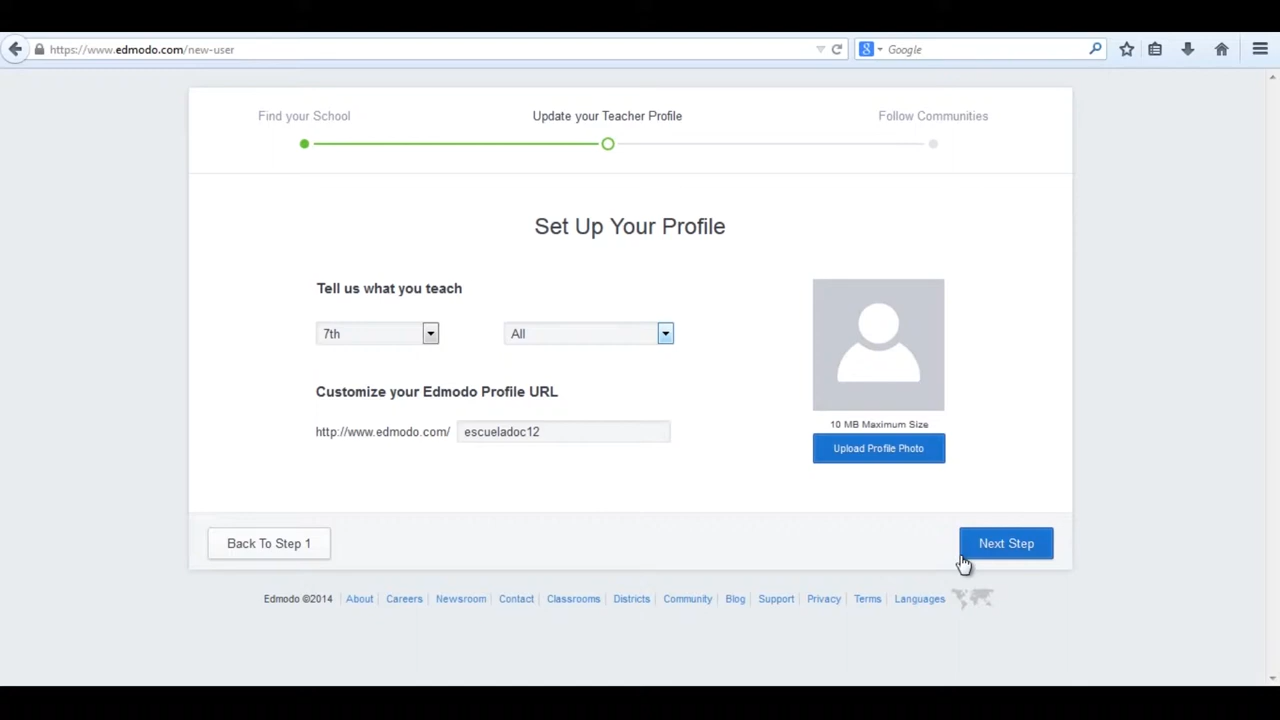 https://www.edmodo.com/new-user
Google
Find your School
Update your Teacher Profile
Follow Communities
Set Up Your Profile
Tell us what you teach
7th
All
Customize your Edmodo Profile URL
http://www.edmodo.com/ escueladoc12
10 MB Maximum Size
Upload Profile Photo
Back To Step 1
Next Step
Edmodo ©2014 | About | Careers | Newsroom | Contact | Classrooms | Districts | Community | Blog | Support | Privacy | Terms | Languages